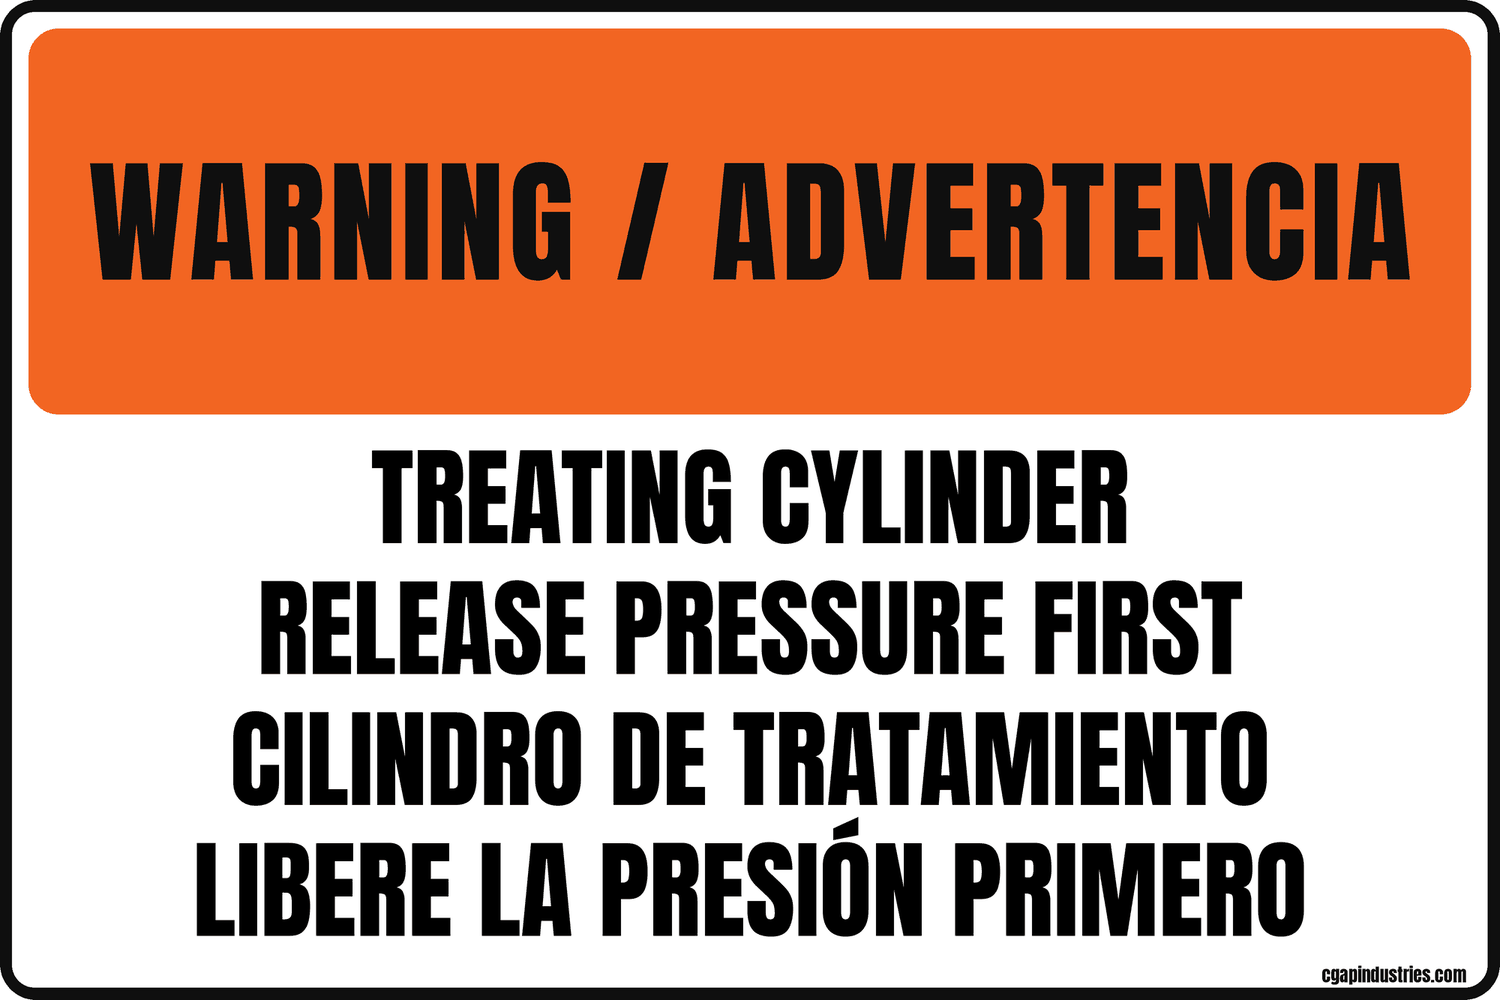 WARNING / ADVERTENCIA
TREATING CYLINDER
RELEASE PRESSURE FIRST
CILINDRO DE TRATAMIENTO
LIBERE LA PRESIÓN PRIMERO
cgapindustries.com